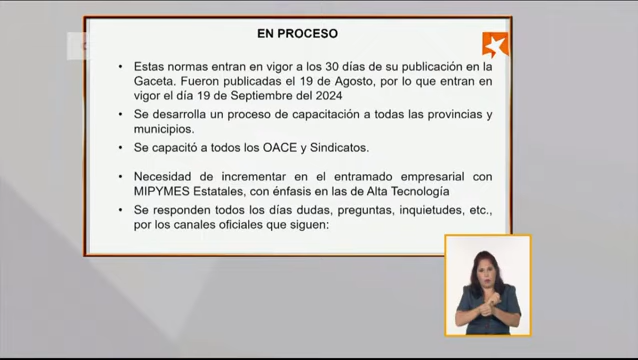 EN PROCESO
• Estas normas entran en vigor a los 30 días de su publicación en la
Gaceta. Fueron publicadas el 19 de Agosto, por lo que entran en
vigor el día 19 de Septiembre del 2024
• Se desarrolla un proceso de capacitación a todas las provincias y
municipios.
• Se capacitó a todos los OACE y Sindicatos.
• Necesidad de incrementar en el entramado empresarial con
MIPYMES Estatales, con énfasis en las de Alta Tecnología
• Se responden todos los días dudas, preguntas, inquietudes, etc.,
por los canales oficiales que siguen: